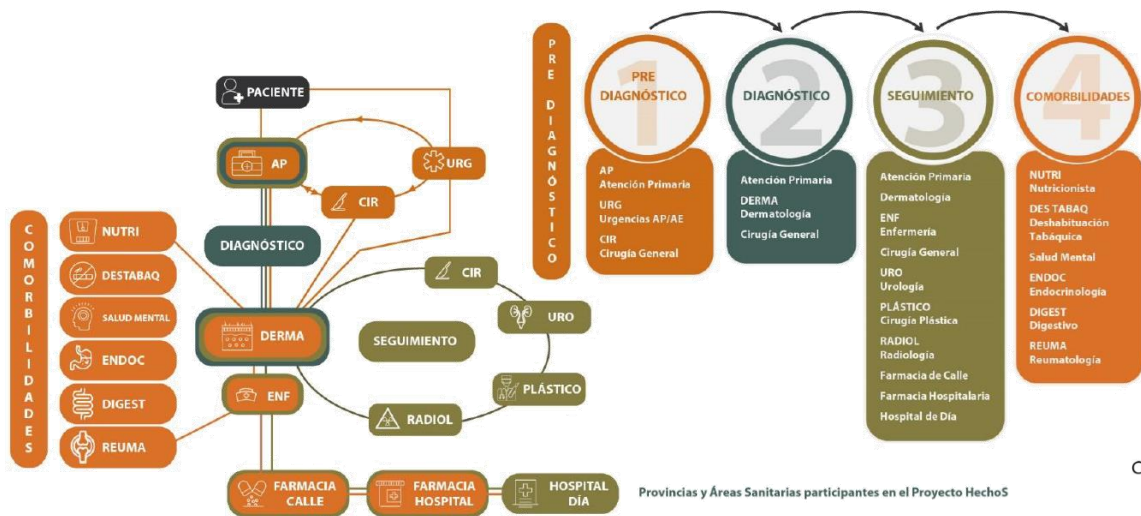 PACIENTE
AP
URG
CIR
DIAGNÓSTICO
COMORBILIDADES
NUTRI
DESTABAQ
SALUD MENTAL
ENDOC
DIGEST
REUMA
DERMA
ENF
SEGUIMIENTO
CIR
URO
PLÁSTICO
RADIOL
FARMACIA
CALLE
FARMACIA
HOSPITAL
HOSPITAL
DÍA
PRE DIAGNÓSTICO
1
PRE
DIAGNÓSTICO
AP
Atención Primaria
URG
Urgencias AP/AE
CIR
Cirugía General
2
DIAGNÓSTICO
Atención Primaria
DERMA
Dermatología
Cirugía General
3
SEGUIMIENTO
Atención Primaria
Dermatología
ENF
Enfermería
Cirugía General
URO
Urología
PLÁSTICO
Cirugía Plástica
RADIOL
Radiología
Farmacia de Calle
Farmacia Hospitalaria
Hospital de Día
4
COMORBILIDADES
NUTRI
Nutricionista
DES TABAQ
Deshabituación
Tabáquica
Salud Mental
ENDOC
Endocrinología
DIGEST
Digestivo
REUMA
Reumatología
Provincias y Áreas Sanitarias participantes en el Proyecto HechoS